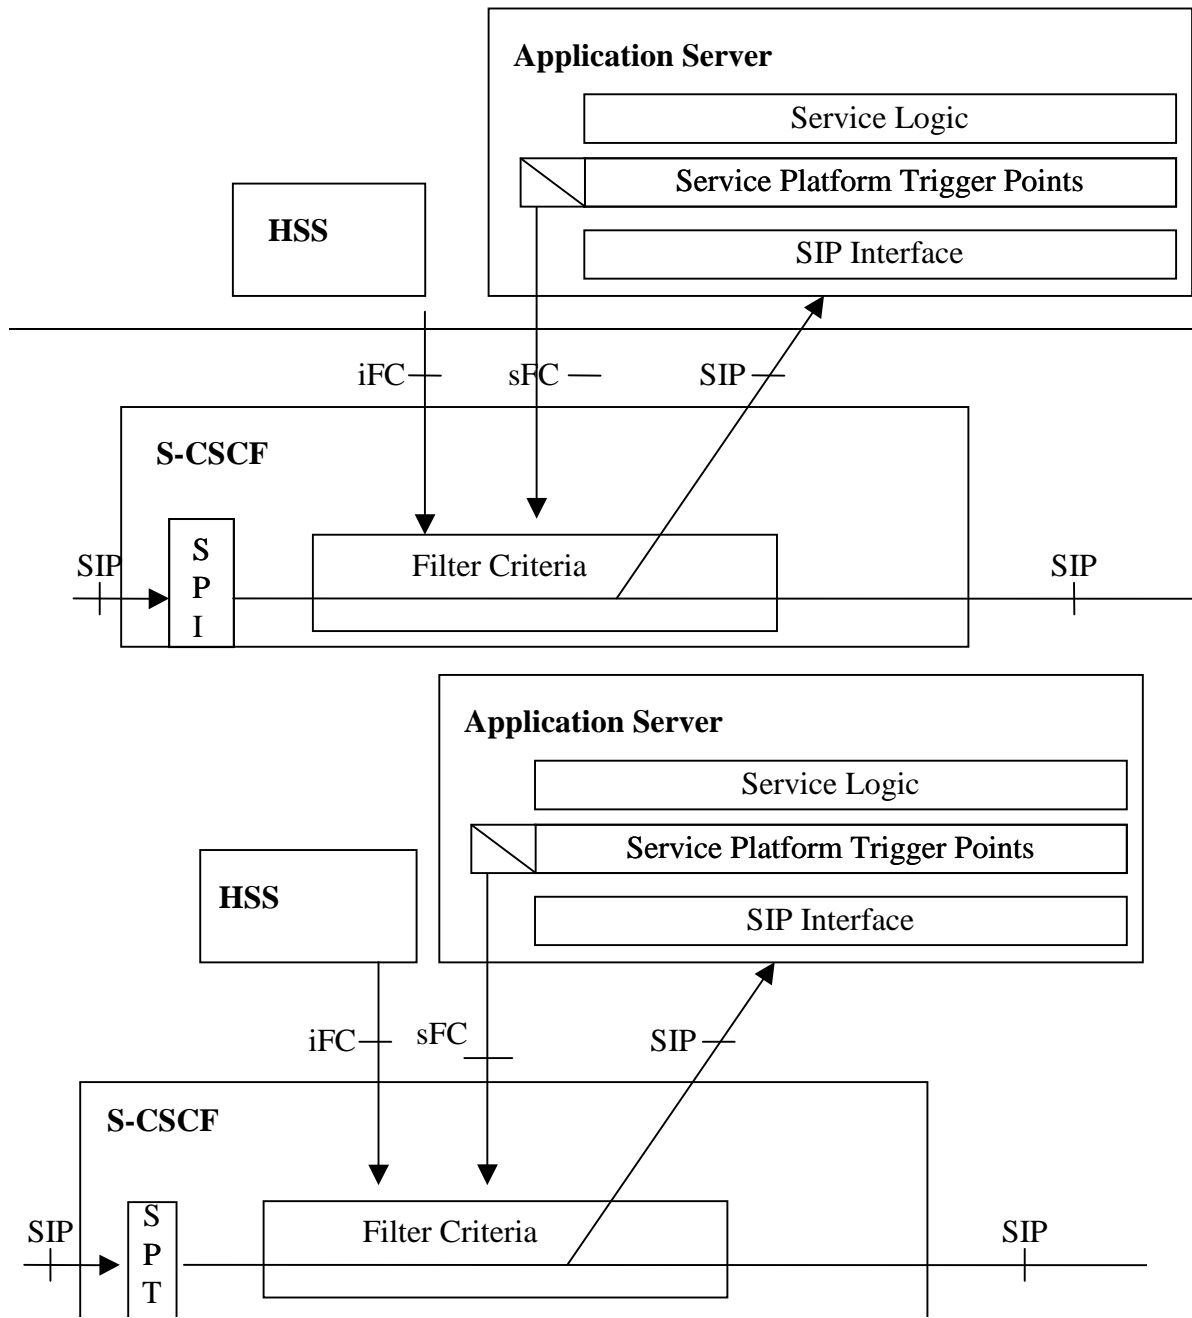 Application Server
Service Logic
Service Platform Trigger Points
HSS
SIP Interface
iFC
sFC
SIP
S-CSCF
S
P
I
SIP
Filter Criteria
SIP
Application Server
Service Logic
Service Platform Trigger Points
HSS
SIP Interface
iFC
sFC
SIP
S-CSCF
S
P
T
SIP
Filter Criteria
SIP